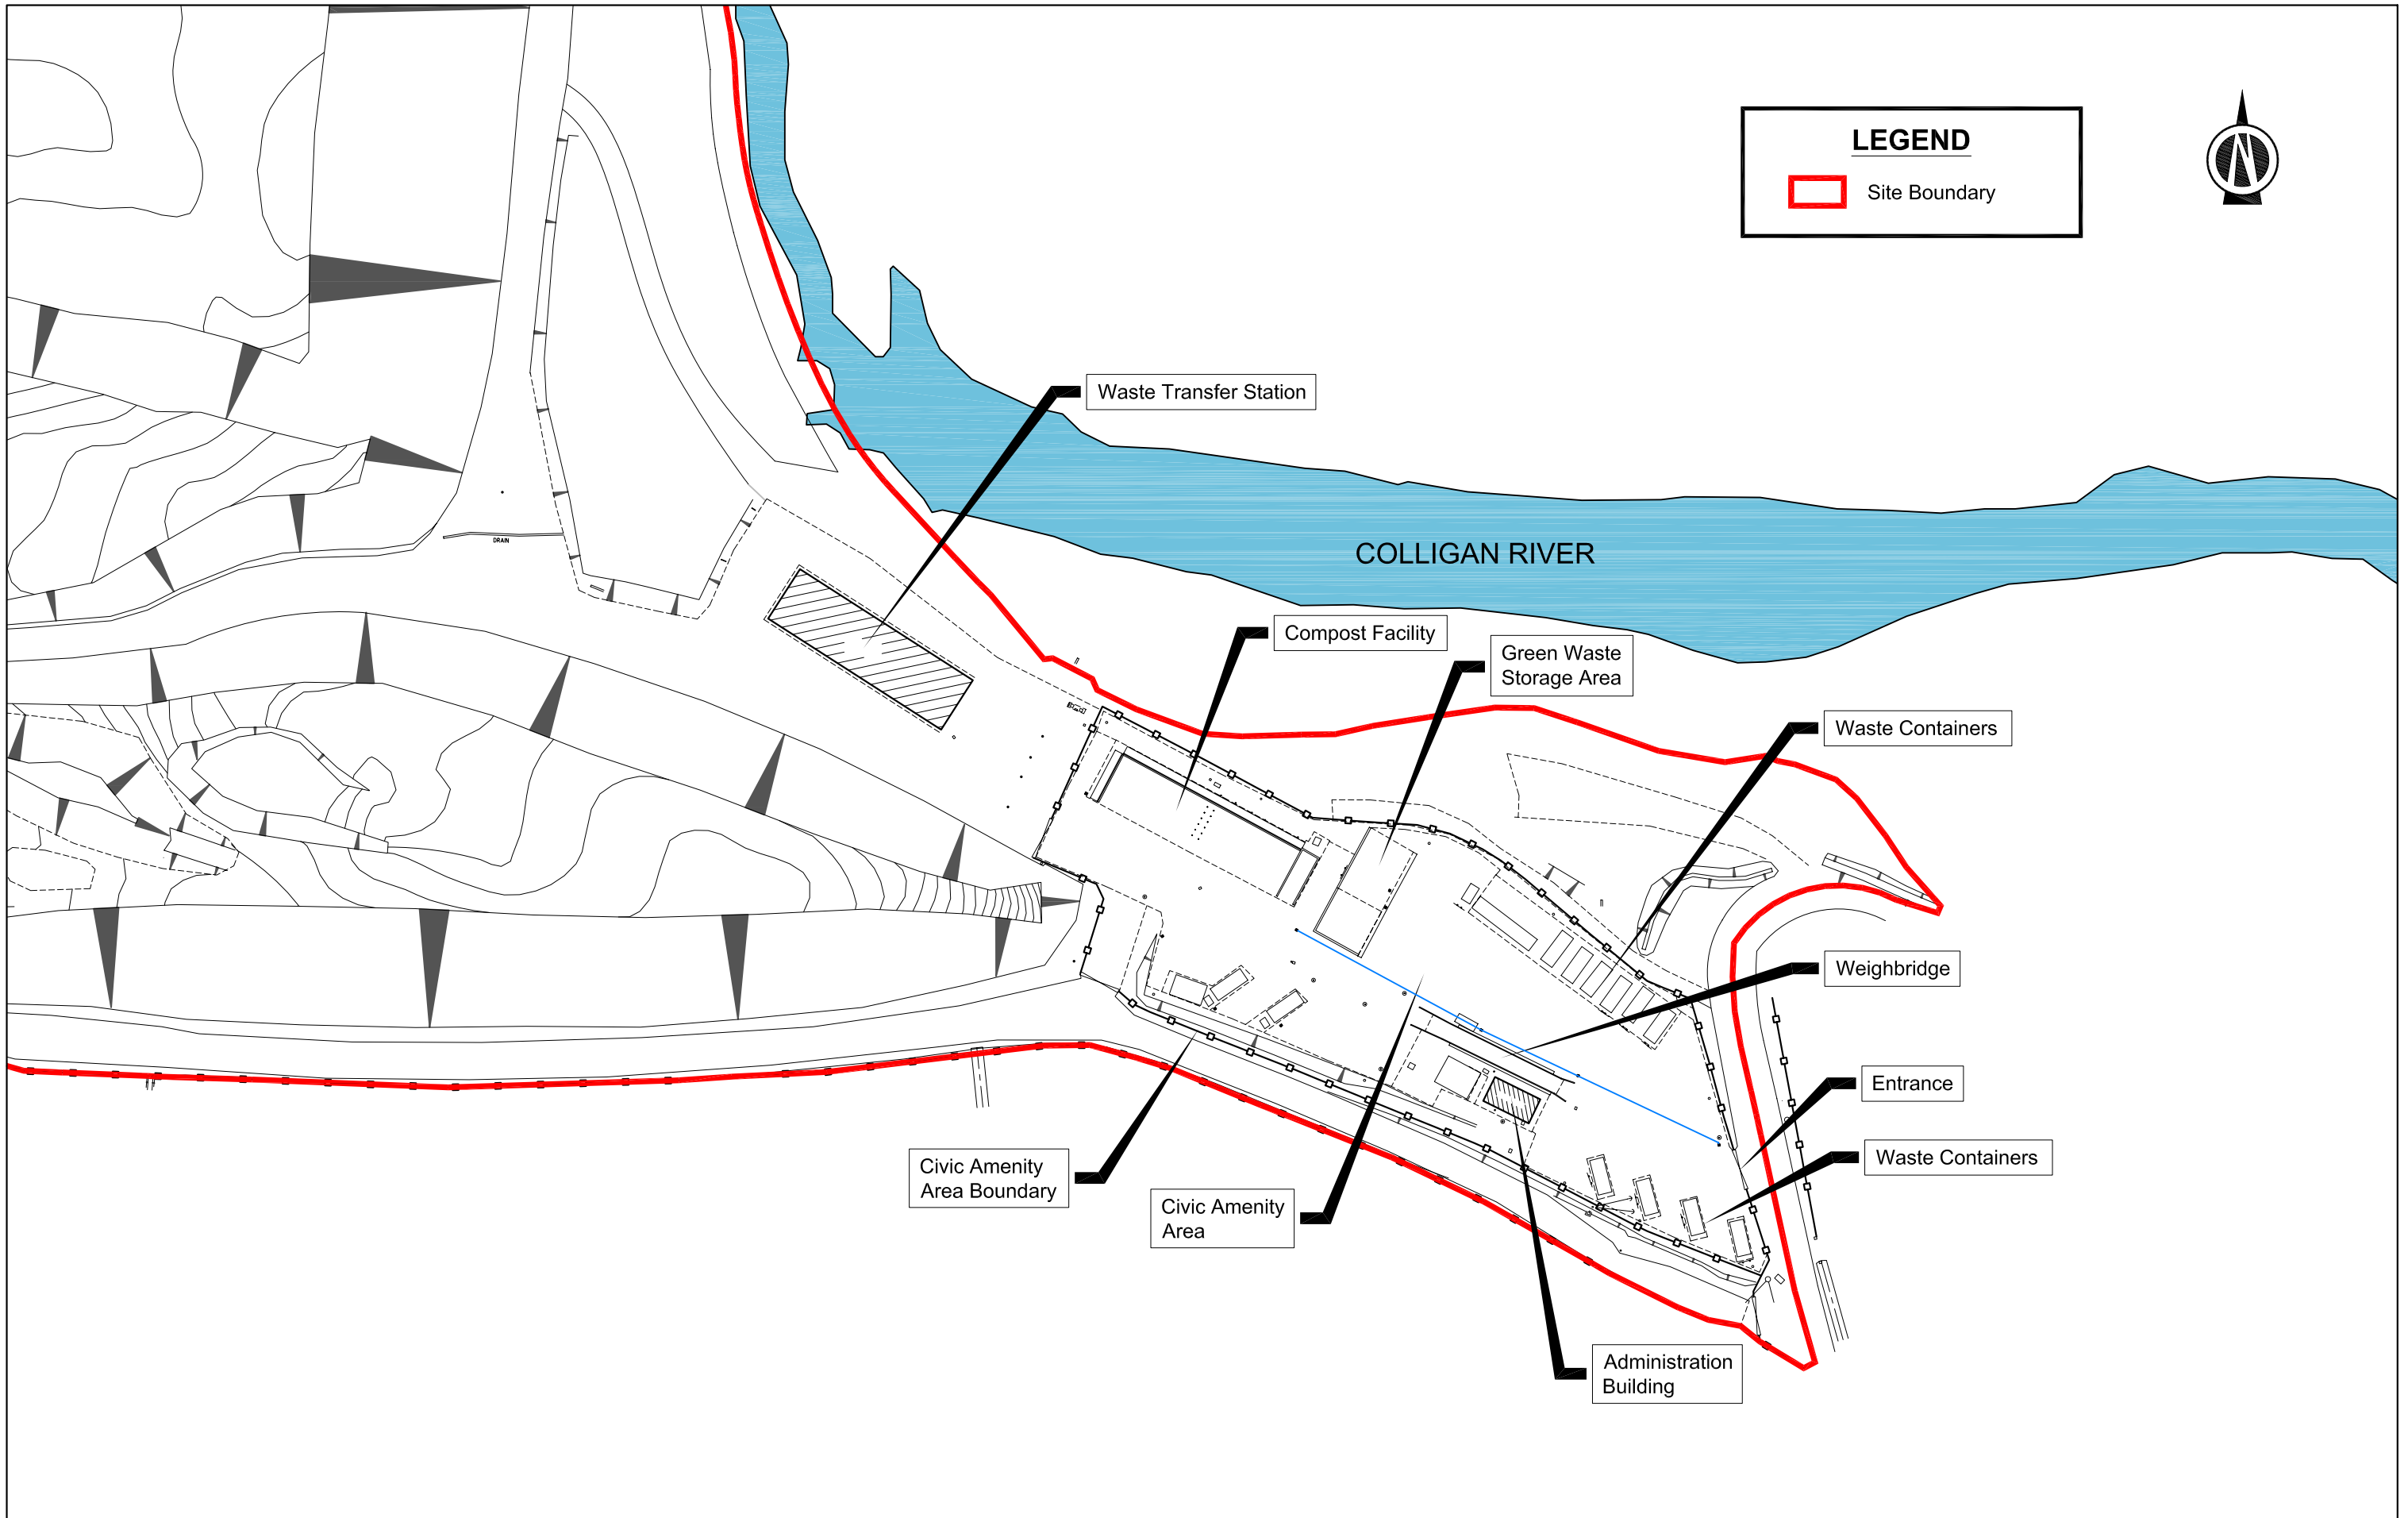 LEGEND
Site Boundary
N
Waste Transfer Station
DRAIN
COLLIGAN RIVER
Compost Facility
Green Waste
Storage Area
Waste Containers
Weighbridge
Entrance
Waste Containers
Civic Amenity
Area Boundary
Civic Amenity
Area
Administration
Building